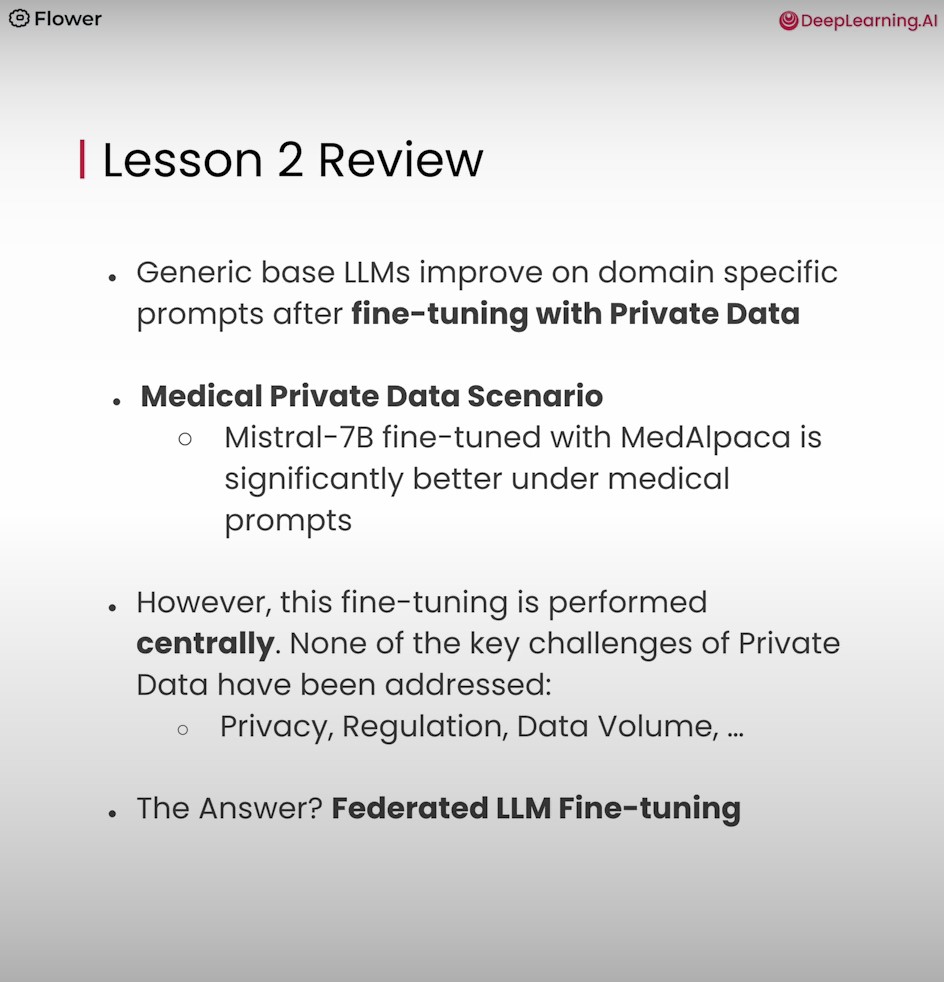 Flower
DeepLearning.AI
Lesson 2 Review
• Generic base LLMs improve on domain specific
prompts after fine-tuning with Private Data
• Medical Private Data Scenario
○ Mistral-7B fine-tuned with MedAlpaca is
significantly better under medical
prompts
• However, this fine-tuning is performed
centrally. None of the key challenges of Private
Data have been addressed:
○ Privacy, Regulation, Data Volume, ...
• The Answer? Federated LLM Fine-tuning